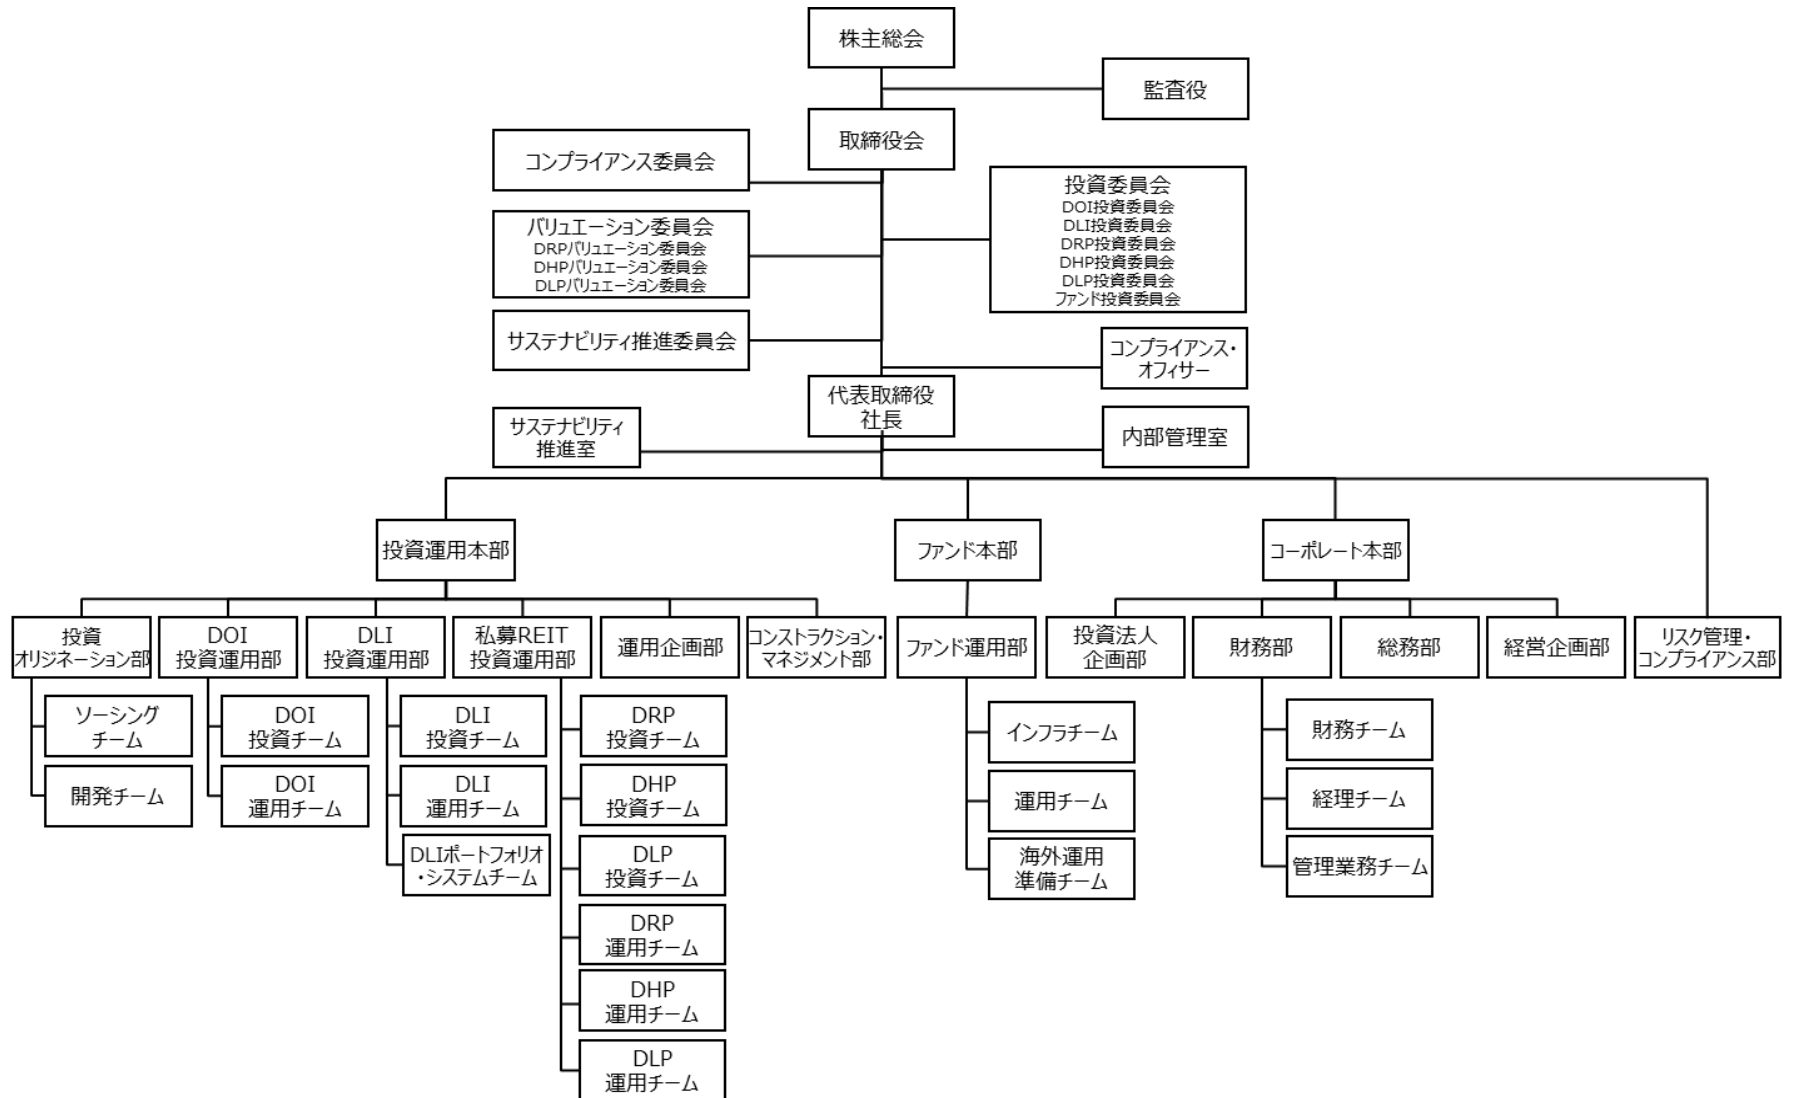 株主総会
監査役
取締役会
コンプライアンス委員会
投資委員会
DOI投資委員会
DLI投資委員会
DRP投資委員会
DHP投資委員会
DLP投資委員会
ファンド投資委員会
バリュエーション委員会
DRPバリュエーション委員会
DHPバリュエーション委員会
DLPバリュエーション委員会
サステナビリティ推進委員会
コンプライアンス・
オフィサー
代表取締役
社長
サステナビリティ
推進室
内部管理室
投資運用本部
ファンド本部
コーポレート本部
投資
オリジネーション部
DOI
投資運用部
DLI
投資運用部
私募REIT
投資運用部
運用企画部
コンストラクション・
マネジメント部
ファンド運用部
投資法人
企画部
財務部
総務部
経営企画部
リスク管理・
コンプライアンス部
ソーシング
チーム
開発チーム
DOI
投資チーム
DOI
運用チーム
DLI
投資チーム
DLI
運用チーム
DLIポートフォリオ
・システムチーム
DRP
投資チーム
DHP
投資チーム
DLP
投資チーム
DRP
運用チーム
DHP
運用チーム
DLP
運用チーム
インフラチーム
運用チーム
海外運用
準備チーム
財務チーム
経理チーム
管理業務チーム